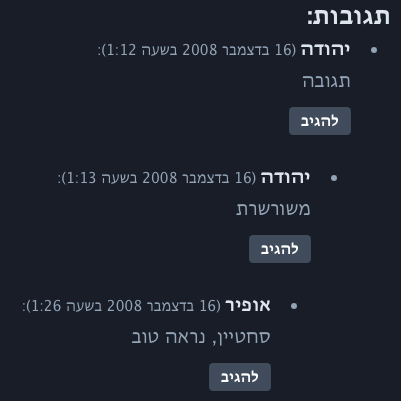 תגובות:
יהודה (16 בדצמבר 2008 בשעה 1:12):
תגובה
להגיב
יהודה (16 בדצמבר 2008 בשעה 1:13):
משורשרת
להגיב
אופיר (16 בדצמבר 2008 בשעה 1:26):
סחטיין, נראה טוב
להגיב